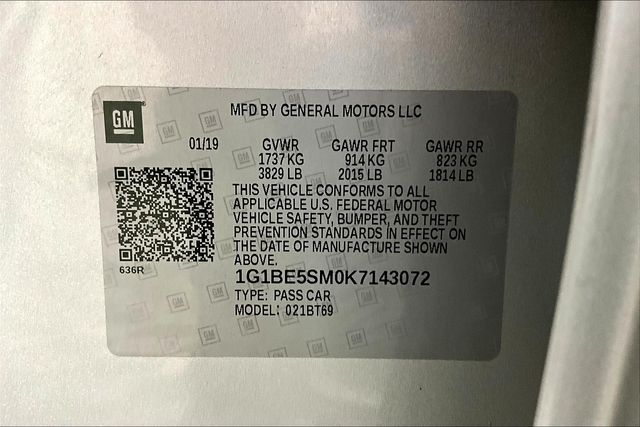 GM
MFD BY GENERAL MOTORS LLC
01/19 GVWR GAWR FRT GAWR RR
1737 KG 914 KG 823 KG
3829 LB 2015 LB 1814 LB
THIS VEHICLE CONFORMS TO ALL
APPLICABLE U.S. FEDERAL MOTOR
VEHICLE SAFETY, BUMPER, AND THEFT
PREVENTION STANDARDS IN EFFECT ON
THE DATE OF MANUFACTURE SHOWN
ABOVE.
636R
1G1BE5SM0K7143072
TYPE: PASS CAR
MODEL: 021BT69